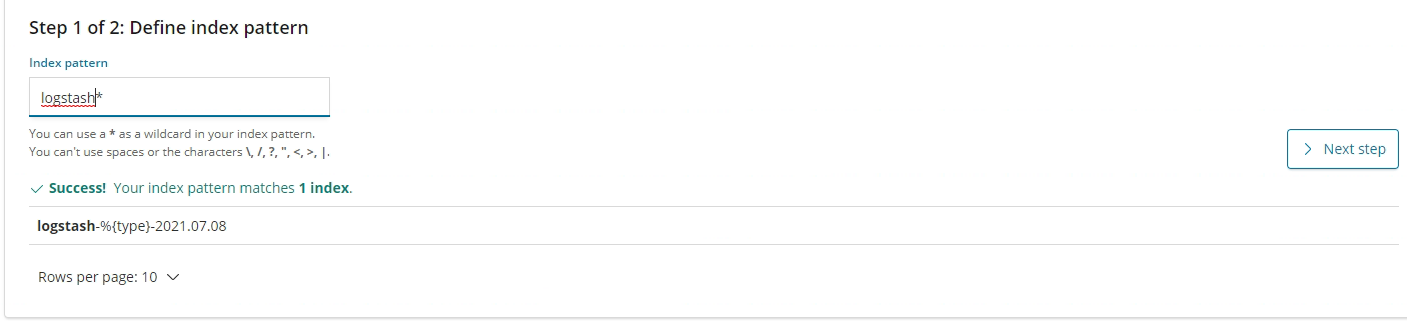 Step 1 of 2: Define index pattern
Index pattern
logstash*
You can use a * as a wildcard in your index pattern.
You can't use spaces or the characters \, /, ?, ", <, >, |.
Next step
Success! Your index pattern matches 1 index.
logstash-%{type}-2021.07.08
Rows per page: 10